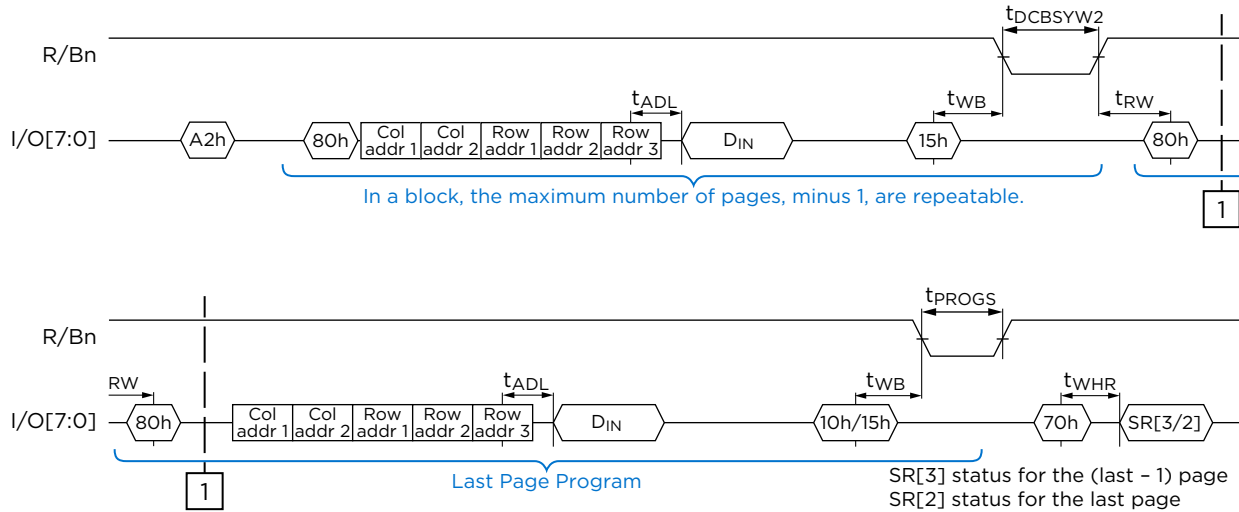 tDCBSYW2
R/Bn
tADL
tWB
tRW
I/O[7:0]
A2h
80h
Col addr 1
Col addr 2
Row addr 1
Row addr 2
Row addr 3
DIN
15h
80h
In a block, the maximum number of pages, minus 1, are repeatable.
1
tPROGS
R/Bn
RW
tADL
tWB
tWHR
I/O[7:0]
80h
Col addr 1
Col addr 2
Row addr 1
Row addr 2
Row addr 3
DIN
10h/15h
70h
SR[3/2]
1
Last Page Program
SR[3] status for the (last – 1) page
SR[2] status for the last page